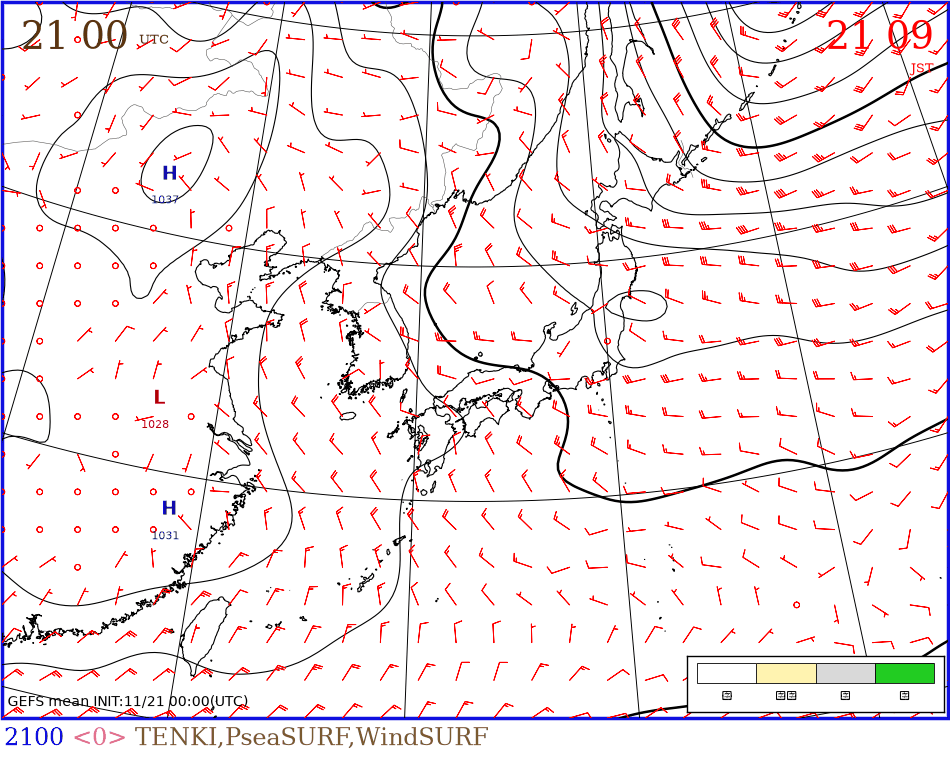 21 00 UTC
21 09
JST
H
1037
L
1028
H
1031
GEFS mean INIT:11/21 00:00(UTC)
2100 <0> TENKI,PseaSURF,WindSURF